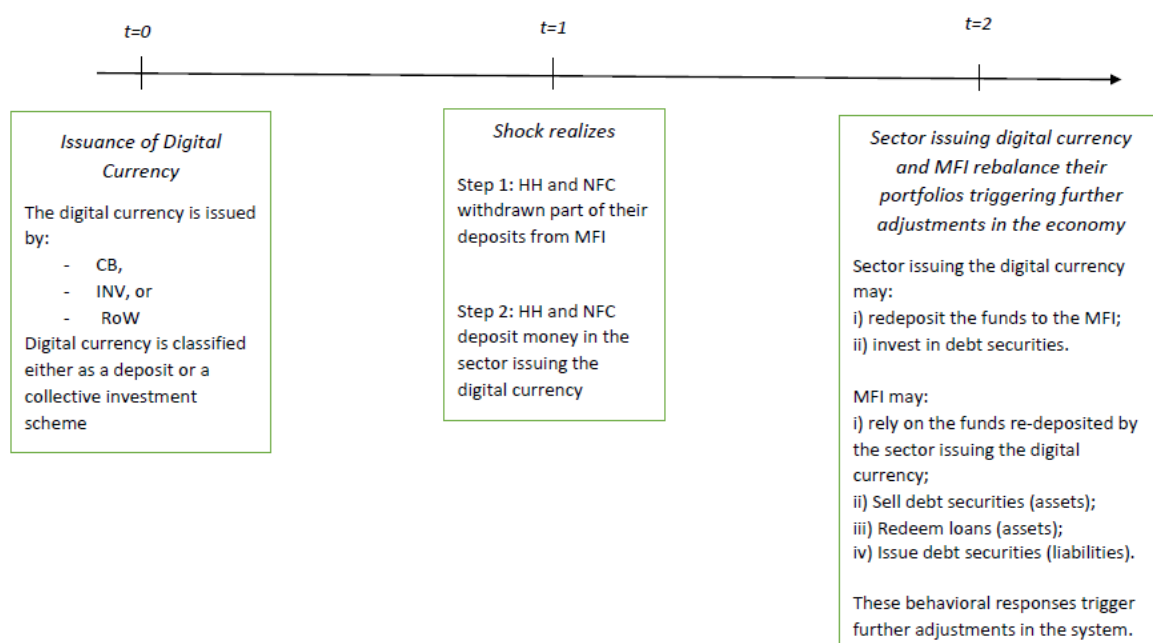 t=0
t=1
t=2
Issuance of Digital
Currency
The digital currency is issued
by:
- CB,
- INV, or
- RoW
Digital currency is classified
either as a deposit or a
collective investment
scheme
Shock realizes
Step 1: HH and NFC
withdrawn part of their
deposits from MFI
Step 2: HH and NFC
deposit money in the
sector issuing the
digital currency
Sector issuing digital currency
and MFI rebalance their
portfolios triggering further
adjustments in the economy
Sector issuing the digital currency
may:
i) redeposit the funds to the MFI;
ii) invest in debt securities.
MFI may:
i) rely on the funds re-deposited by
the sector issuing the digital
currency;
ii) Sell debt securities (assets);
iii) Redeem loans (assets);
iv) Issue debt securities (liabilities).
These behavioral responses trigger
further adjustments in the system.